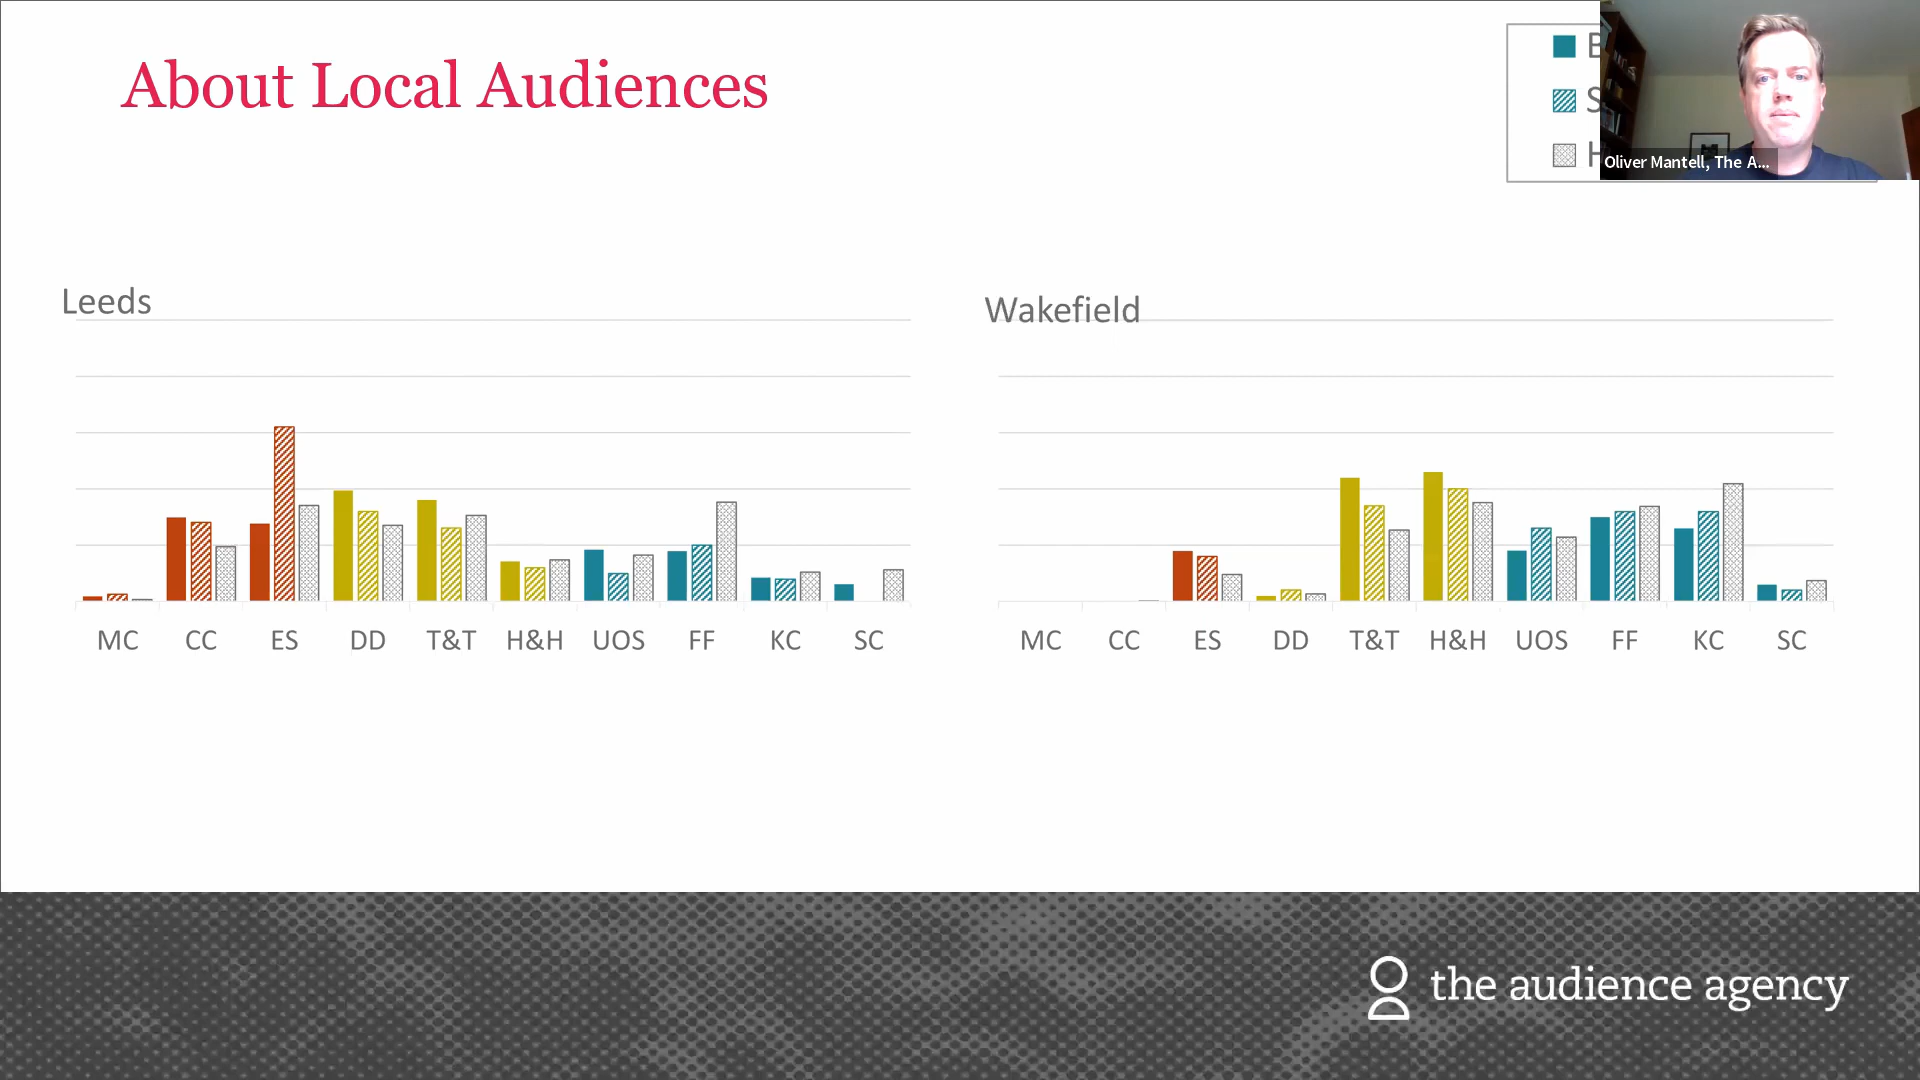 About Local Audiences
Oliver Mantell, The A...
Leeds
MC CC ES DD T&T H&H UOS FF KC SC
Wakefield
MC CC ES DD T&T H&H UOS FF KC SC
the audience agency